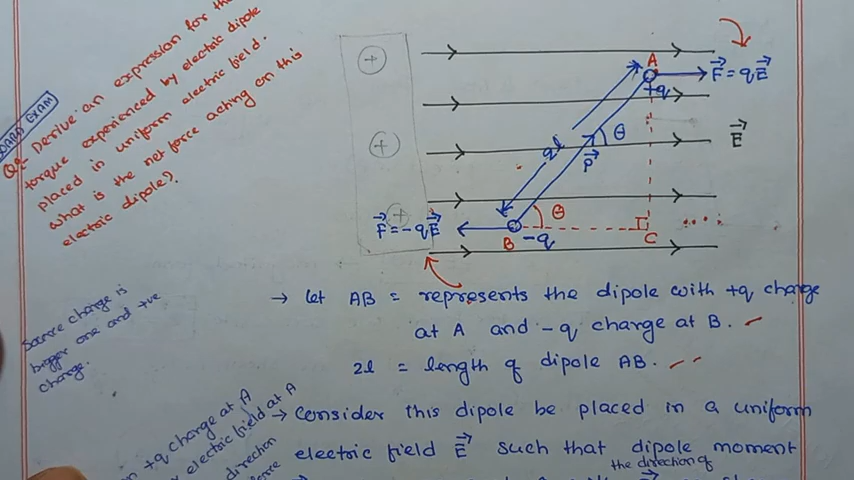 BOARD EXAM
Q2- Derive an expression for the
torque experienced by electric dipole
placed in uniform electric field.
what is the net force acting on this
electric dipole?
+
+
+
A
+q
F→ = qE→
θ
2l
P→
E→
F→ = -qE→
θ
B
-q
C
Source charge is
bigger one and +ve
charge.
→ let AB = represents the dipole with +q charge
at A and -q charge at B.
2l = length of dipole AB.
→ Consider this dipole be placed in a uniform
electric field E→ such that dipole moment
the direction of
on +q charge at A
electric field at A
direction